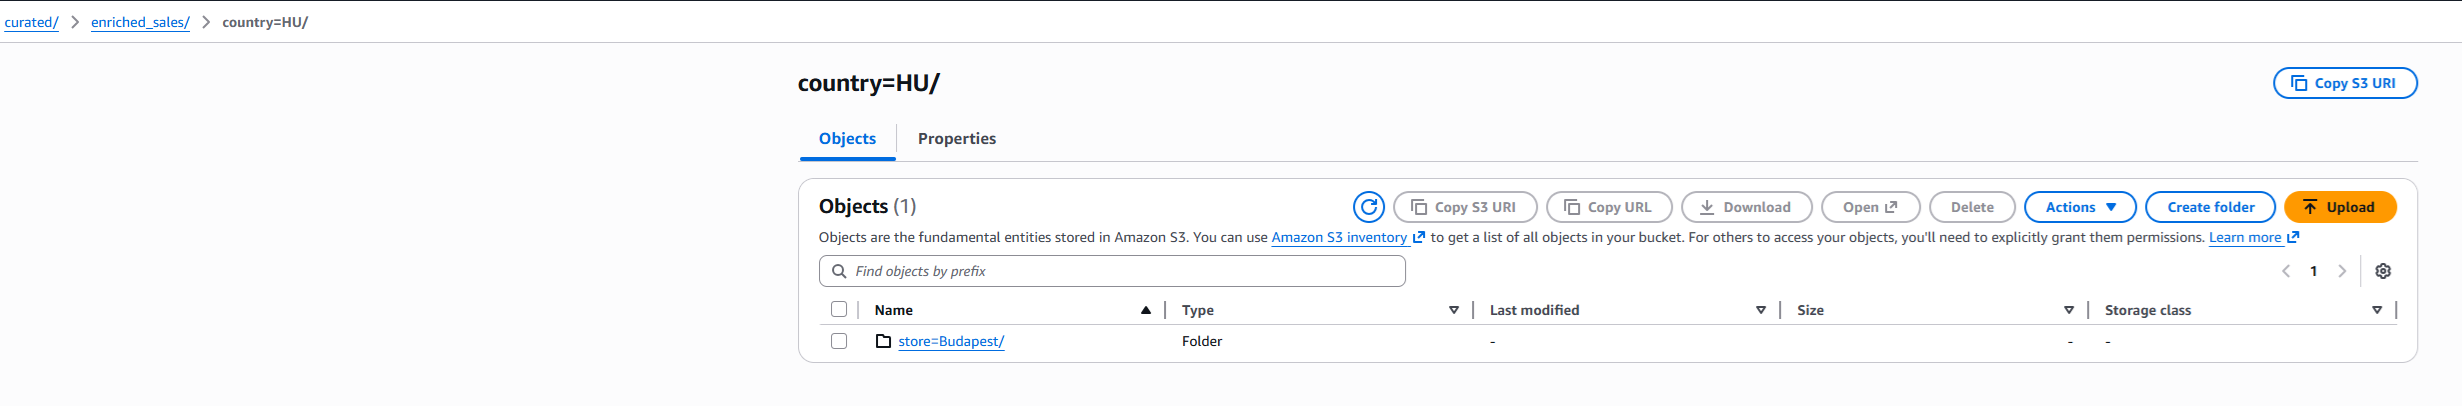 curated/ > enriched_sales/ > country=HU/
country=HU/
Copy S3 URI
Objects
Properties
Objects (1)
Copy S3 URI
Copy URL
Download
Open
Delete
Actions
Create folder
Upload
Objects are the fundamental entities stored in Amazon S3. You can use Amazon S3 inventory to get a list of all objects in your bucket. For others to access your objects, you'll need to explicitly grant them permissions. Learn more
Find objects by prefix
1
Name Type Last modified Size Storage class
store=Budapest/ Folder - - -